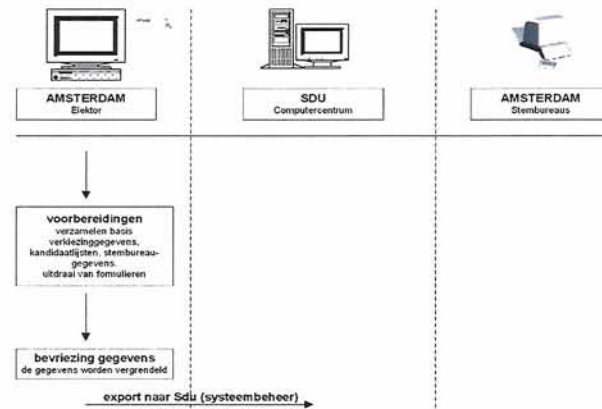 AMSTERDAM
Elektor
SDU
Computercentrum
AMSTERDAM
Stembureaus
voorbereidingen
verzamelen basis
verkiezinggegevens,
kandidaatlijsten, stembureau-
gegevens.
uitdraai van formulieren
bevriezing gegevens
de gegevens worden vergrendeld
export naar Sdu (systeembeheer)